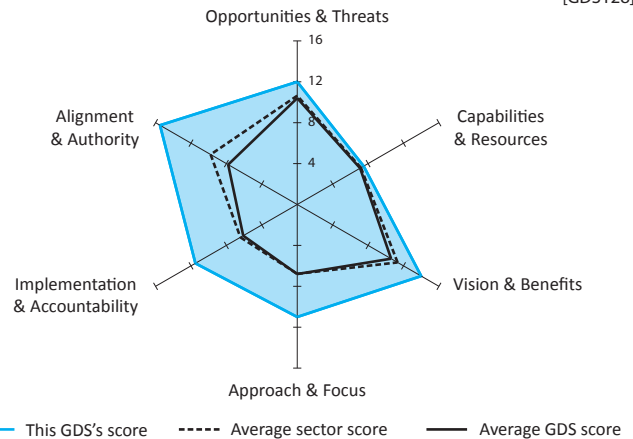 Opportunities & Threats
16
12
8
4
Alignment
& Authority
Capabilities
& Resources
Implementation
& Accountability
Vision & Benefits
Approach & Focus
This GDS's score
Average sector score
Average GDS score